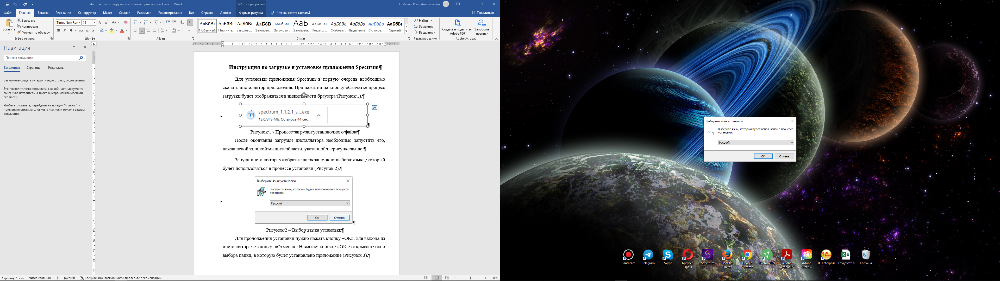 Инструкция по загрузке и установке приложения Атлас - Word
Работа с рисунками
Трубачев Иван Анатольевич
ТИ
Файл Главная Вставка Рисование Конструктор Макет Ссылки Рассылки Рецензирование Вид Справка Acrobat Формат рисунка Что вы хотите сделать? Поделиться
Вставить
Вырезать
Копировать
Формат по образцу
Буфер обмена
Times New Ror 14
Ж К Ч abc x₂ x²
Шрифт
Абзац
АаБбВı АаБбВı АаБбВı АаБбВ АаБбВвГ Aab АаБбВвГ АаБбВв АаБбВв АаБбВв АаБбВв
¶ Обычный ¶ Без инте... Заголово... Заголово... Заголово... Заголовок Подзагол... Слабое в... Выделение Сильное... Строгий
Стили
Найти
Заменить
Выделить
Редактирование
Создать и поделиться Adobe PDF
Запросить подписи
Adobe Acrobat
Навигация
Поиск в документе
Заголовки Страницы Результаты
Вы можете создать интерактивную структуру документа.
Это позволит легко понимать, в какой части документа
вы сейчас находитесь, а также быстро менять местами
его части.
Чтобы это сделать, перейдите на вкладку "Главная" и
примените стили заголовков к нужному тексту в вашем
документе.
Инструкция по загрузке и установке приложения Spectrum¶
Для установки приложения Spectrum в первую очередь необходимо
скачать инсталлятор приложения. При нажатии на кнопку «Скачать» процесс
загрузки будет отображаться в нижней части браузера (Рисунок 1).¶
spectrum_1.1.2.1_s....exe
15,0/345 МБ, Осталось 44 сек.
¶
Рисунок 1 - Процесс загрузки установочного файла¶
После окончания загрузки инсталлятора необходимо запустить его,
нажав левой кнопкой мыши в области, указанной на рисунке выше.¶
Запуск инсталлятора отобразит на экране окно выбора языка, который
будет использоваться в процессе установки (Рисунок 2).¶
Выберите язык установки
Выберите язык, который будет использован в процессе
установки.
Русский
ОК Отмена
¶
Рисунок 2 – Выбор языка установки¶
Для продолжения установки нужно нажать кнопку «ОК», для выхода из
инсталлятора - кнопку «Отмена». Нажатие кнопки «ОК» открывает окно
выбора папки, в которую будет установлено приложение (Рисунок 3).¶
Страница 1 из 6 Число слов: 410 русский Специальные возможности: проверьте рекомендации
100 %
Выберите язык установки
Выберите язык, который будет использован в процессе
установки.
Русский
ОК Отмена
Bandicam
Telegram
Skype
Браузер Opera
Spectrum
Mozilla Firefox
Google Chrome
ProtonVPN
Adobe Acrobat DC
Adobe Creati...
1C Enterprise
Трудозатр...
Корзина